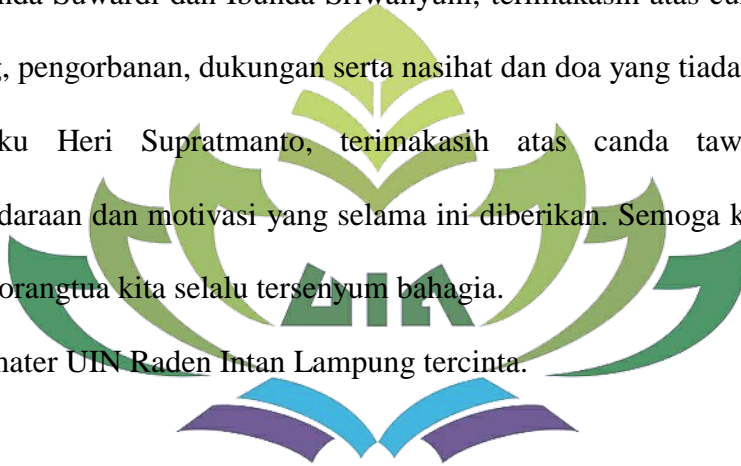 nda Suwardi dan Ibunda Sriwahyuni, terimakasih atas
, pengorbanan, dukungan serta nasihat dan doa yang tiada
ku Heri Supratmanto, terimakasih atas canda taw
daraan dan motivasi yang selama ini diberikan. Semoga k
orangtua kita selalu tersenyum bahagia.
UIN
mater UIN Raden Intan Lampung tercinta.